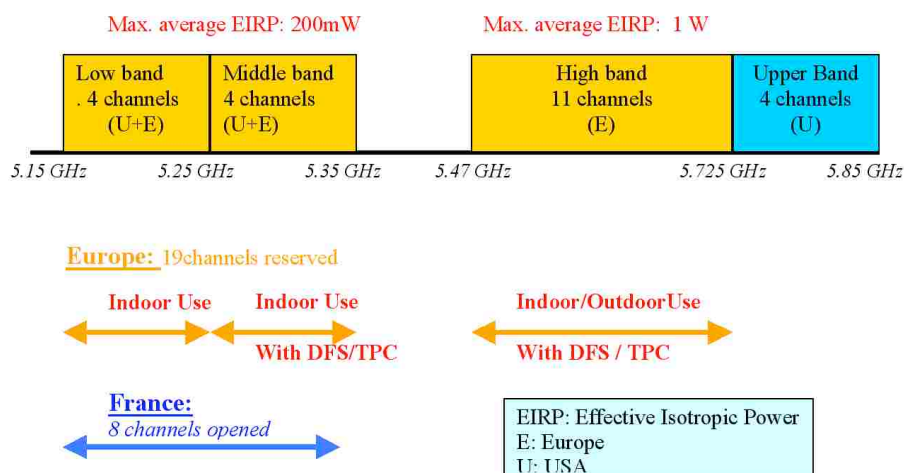 Max. average EIRP: 200mW
Max. average EIRP: 1 W
Low band
. 4 channels
(U+E)
Middle band
4 channels
(U+E)
High band
11 channels
(E)
Upper Band
4 channels
(U)
5.15 GHz
5.25 GHz
5.35 GHz
5.47 GHz
5.725 GHz
5.85 GHz
Europe: 19channels reserved
Indoor Use
Indoor Use
With DFS/TPC
Indoor/OutdoorUse
With DFS / TPC
France:
8 channels opened
EIRP: Effective Isotropic Power
E: Europe
U: USA